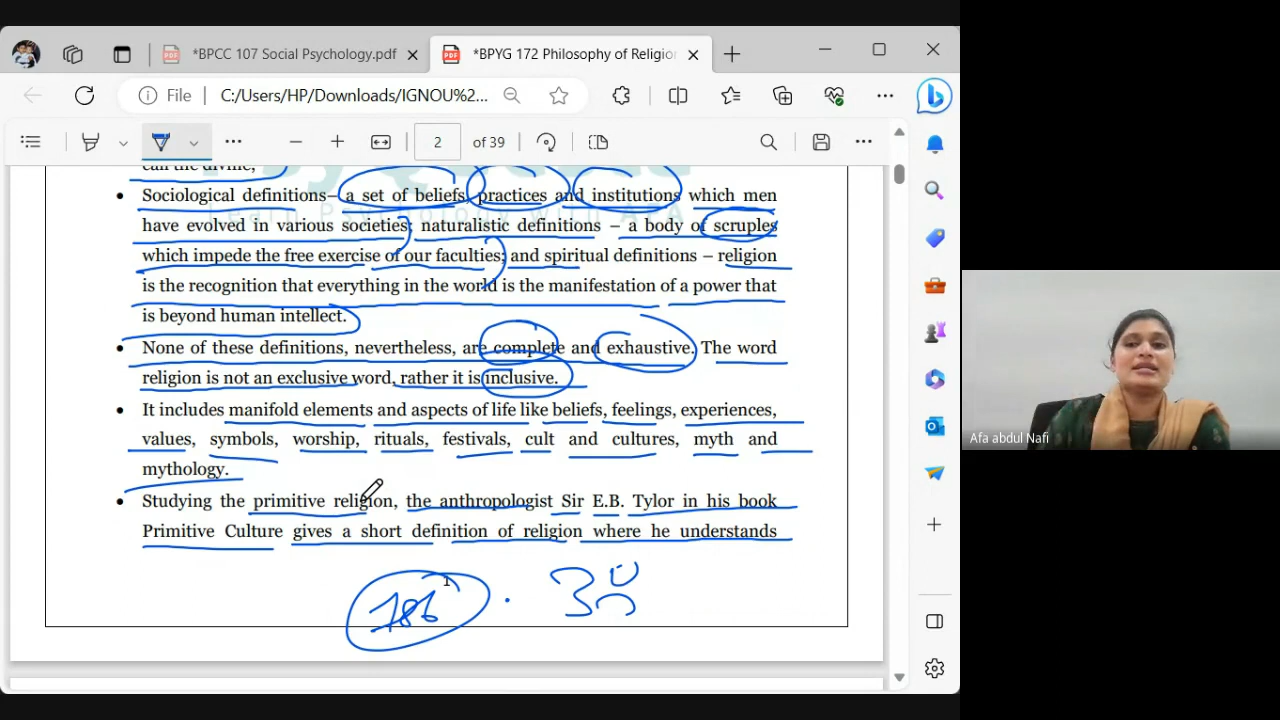 *BPCC 107 Social Psychology.pdf
*BPYG 172 Philosophy of Religio
File
C:/Users/HP/Downloads/IGNOU%2...
2 of 39
call the divine;
Sociological definitions– a set of beliefs practices and institutions which men
have evolved in various societies; naturalistic definitions – a body of scruples
which impede the free exercise of our faculties; and spiritual definitions – religion
is the recognition that everything in the world is the manifestation of a power that
is beyond human intellect.
None of these definitions, nevertheless, are complete and exhaustive. The word
religion is not an exclusive word, rather it is inclusive.
It includes manifold elements and aspects of life like beliefs, feelings, experiences,
values, symbols, worship, rituals, festivals, cult and cultures, myth and
mythology.
Studying the primitive religion, the anthropologist Sir E.B. Tylor in his book
Primitive Culture gives a short definition of religion where he understands
1
786
Afa abdul Nafi